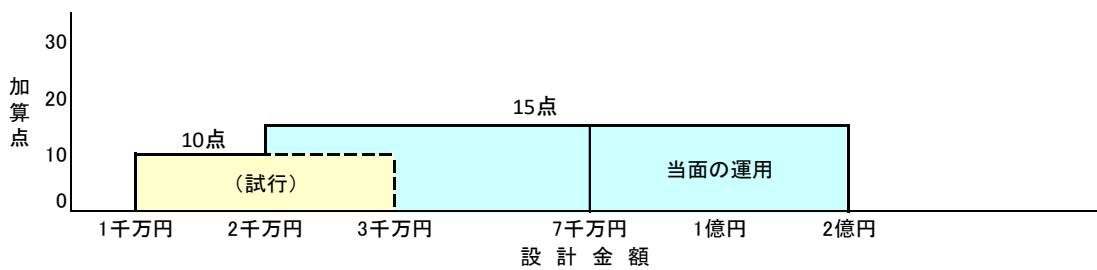 30
加算点
20
15点
10点
10
（試行）
当面の運用
0
1千万円 2千万円 3千万円 7千万円 1億円 2億円
設 計 金 額